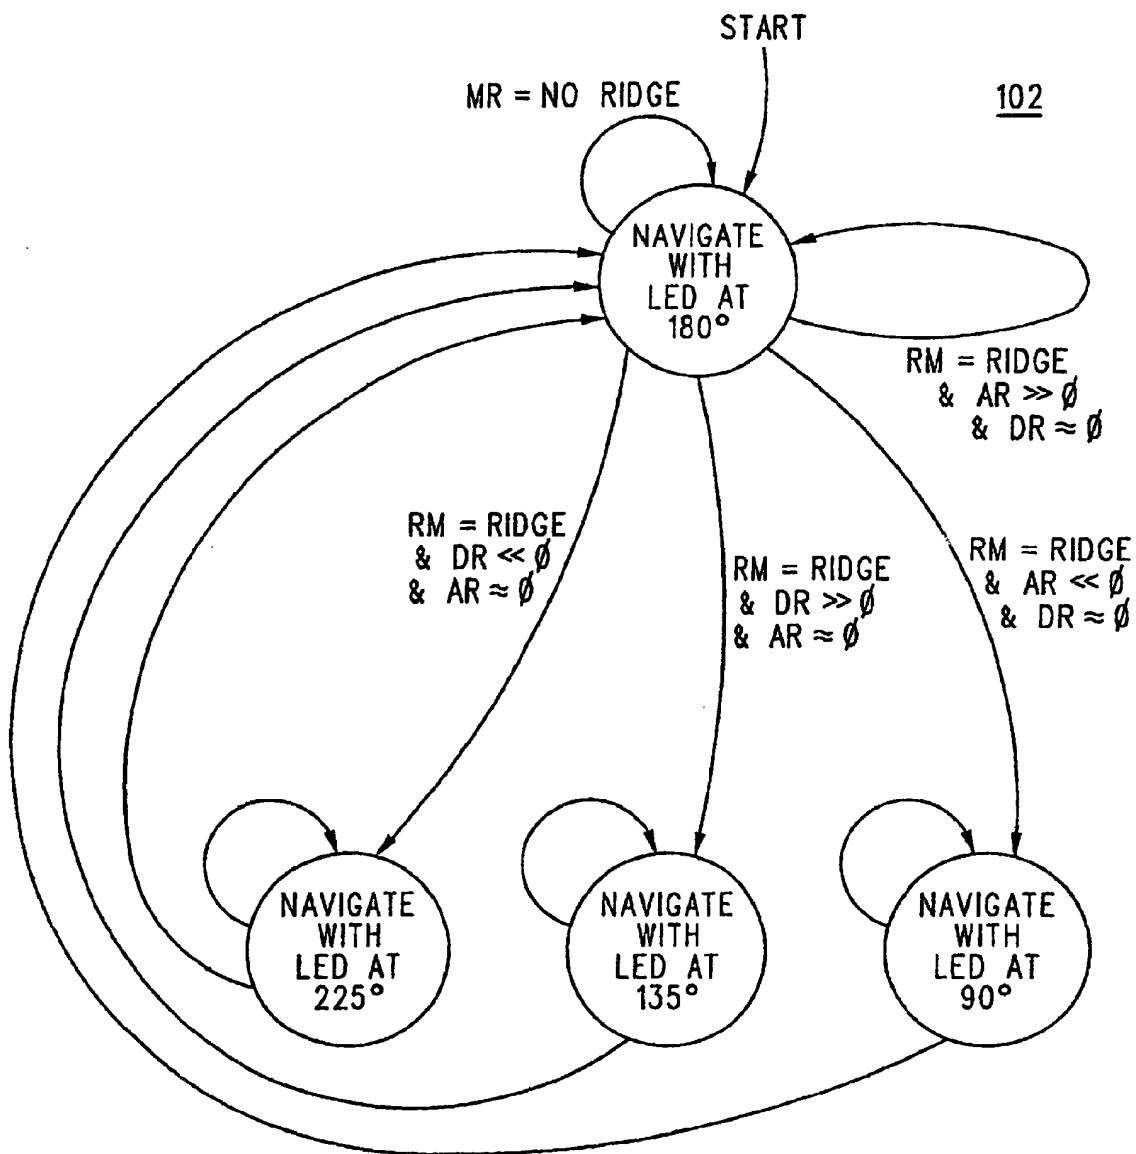 START
MR = NO RIDGE
102
NAVIGATE
WITH
LED AT
180°
RM = RIDGE
& AR ≫ ∅
& DR ≈ ∅
RM = RIDGE
& DR ≪ ∅
& AR ≈ ∅
RM = RIDGE
& DR ≫ ∅
& AR ≈ ∅
RM = RIDGE
& AR ≪ ∅
& DR ≈ ∅
NAVIGATE
WITH
LED AT
225°
NAVIGATE
WITH
LED AT
135°
NAVIGATE
WITH
LED AT
90°